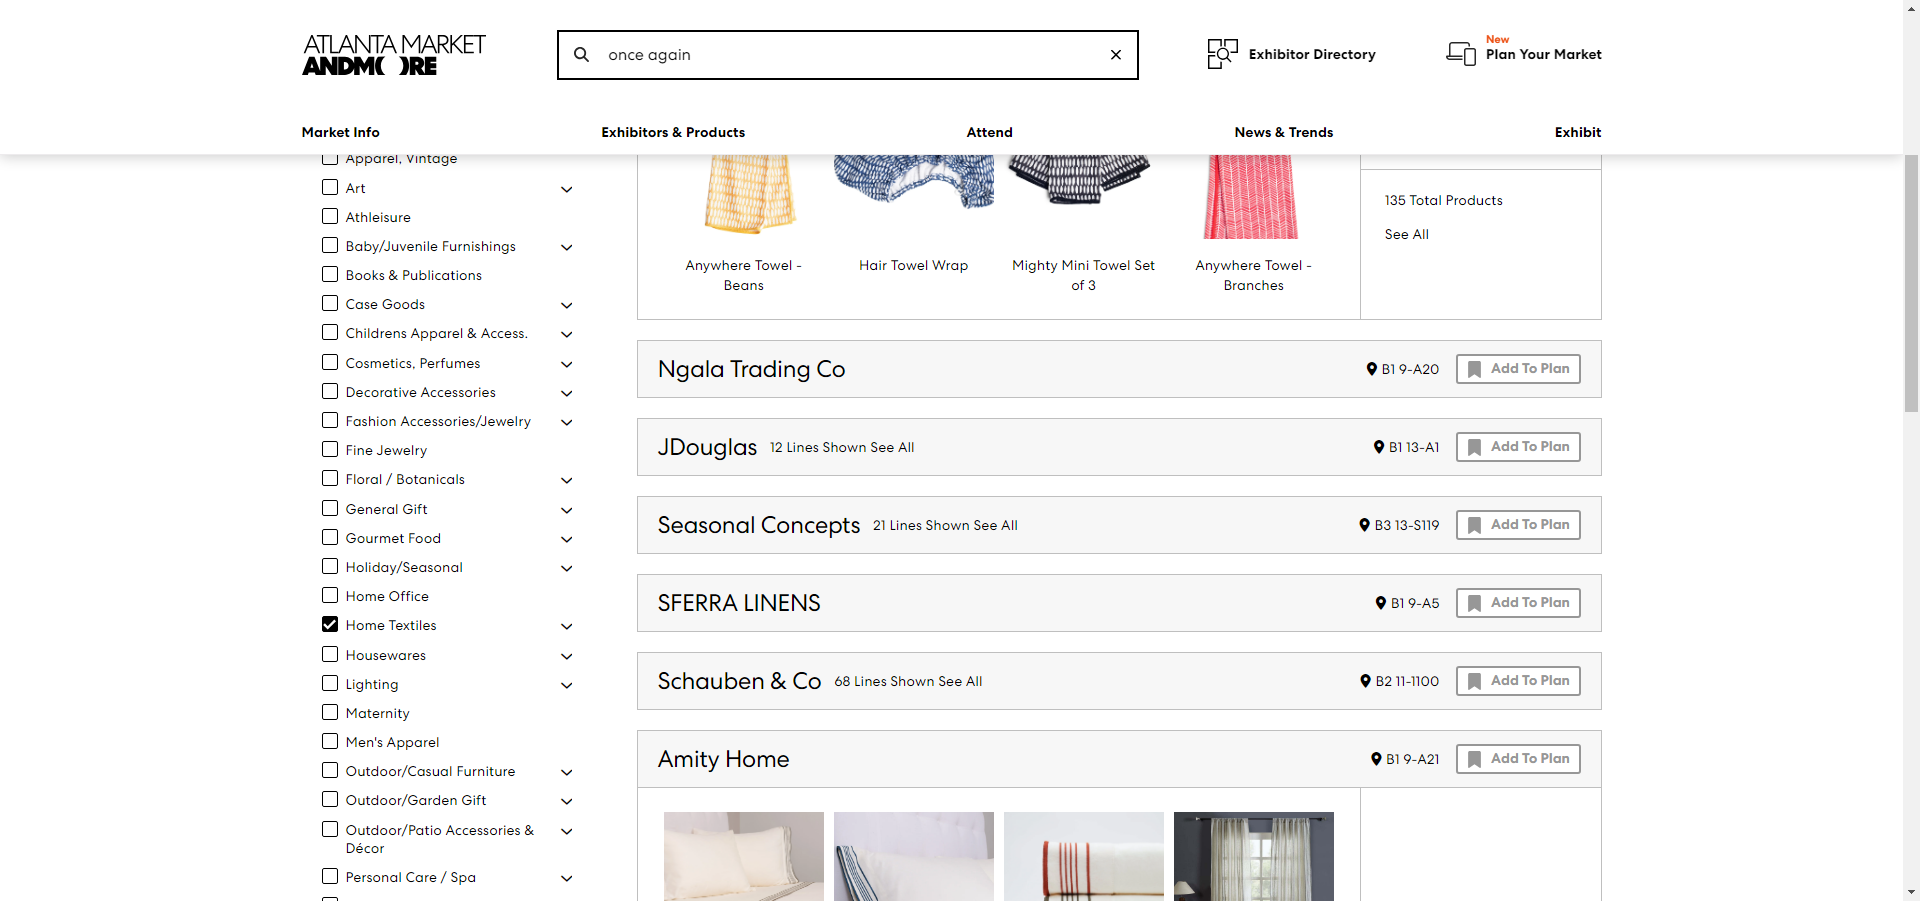 ATLANTA MARKET
ANDMORE
once again
Exhibitor Directory
New
Plan Your Market
Market Info
Exhibitors & Products
Attend
News & Trends
Exhibit
Apparel, Vintage
Art
Athleisure
Baby/Juvenile Furnishings
Books & Publications
Case Goods
Childrens Apparel & Access.
Cosmetics, Perfumes
Decorative Accessories
Fashion Accessories/Jewelry
Fine Jewelry
Floral / Botanicals
General Gift
Gourmet Food
Holiday/Seasonal
Home Office
Home Textiles
Housewares
Lighting
Maternity
Men's Apparel
Outdoor/Casual Furniture
Outdoor/Garden Gift
Outdoor/Patio Accessories &
Décor
Personal Care / Spa
Anywhere Towel -
Beans
Hair Towel Wrap
Mighty Mini Towel Set
of 3
Anywhere Towel -
Branches
135 Total Products
See All
Ngala Trading Co
B1 9-A20
Add To Plan
JDouglas
12 Lines Shown See All
B1 13-A1
Add To Plan
Seasonal Concepts
21 Lines Shown See All
B3 13-S119
Add To Plan
SFERRA LINENS
B1 9-A5
Add To Plan
Schauben & Co
68 Lines Shown See All
B2 11-1100
Add To Plan
Amity Home
B1 9-A21
Add To Plan